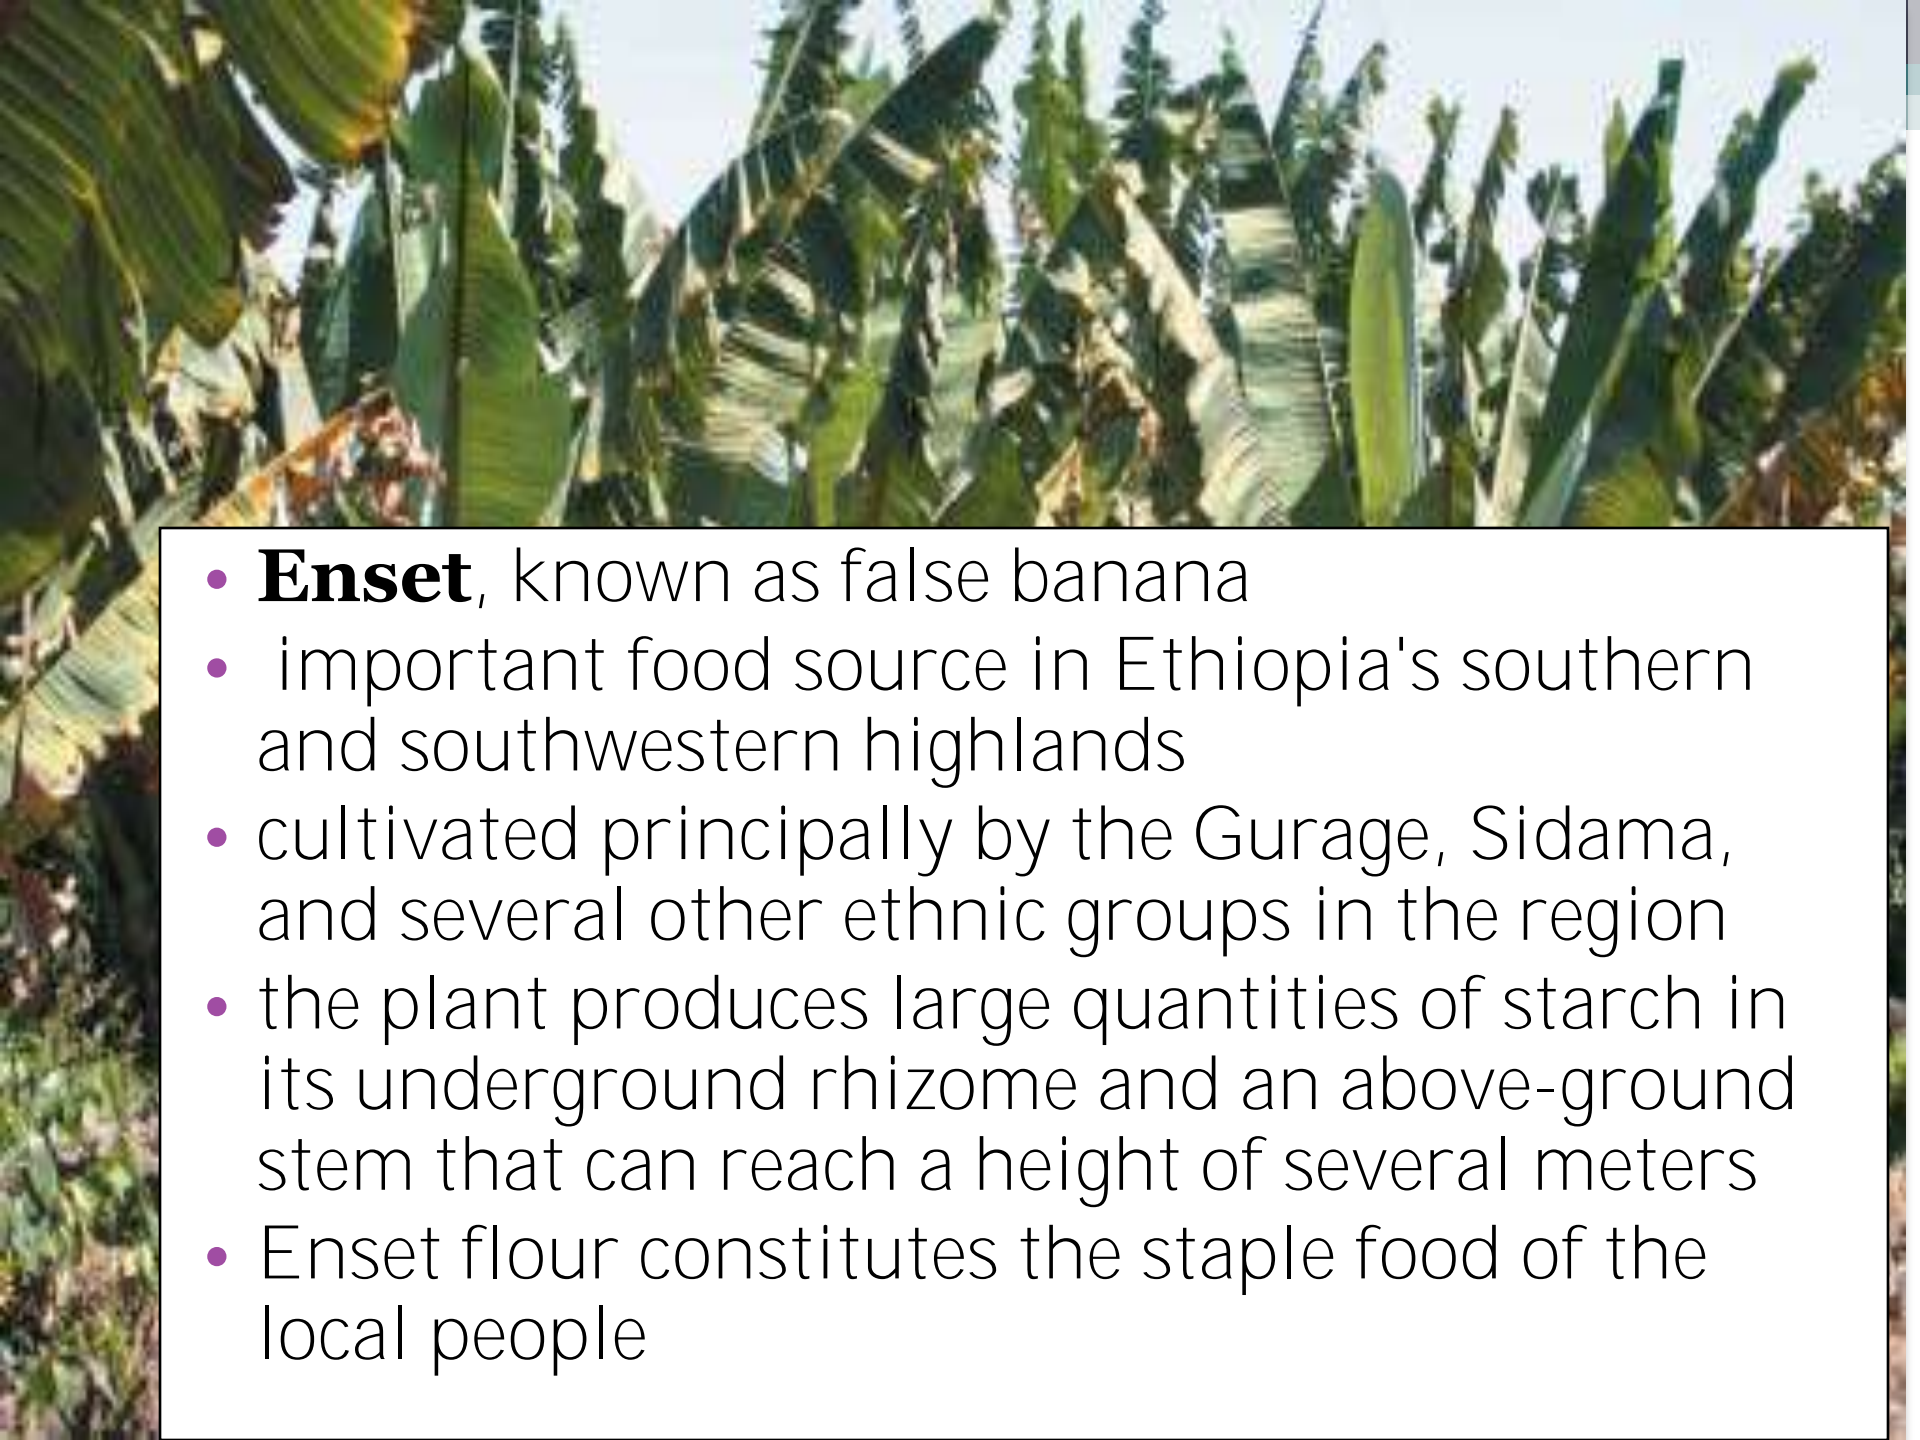 • Enset, known as false banana
• important food source in Ethiopia's southern
and southwestern highlands
• cultivated principally by the Gurage, Sidama,
and several other ethnic groups in the region
• the plant produces large quantities of starch in
its underground rhizome and an above-ground
stem that can reach a height of several meters
• Enset flour constitutes the staple food of the
local people